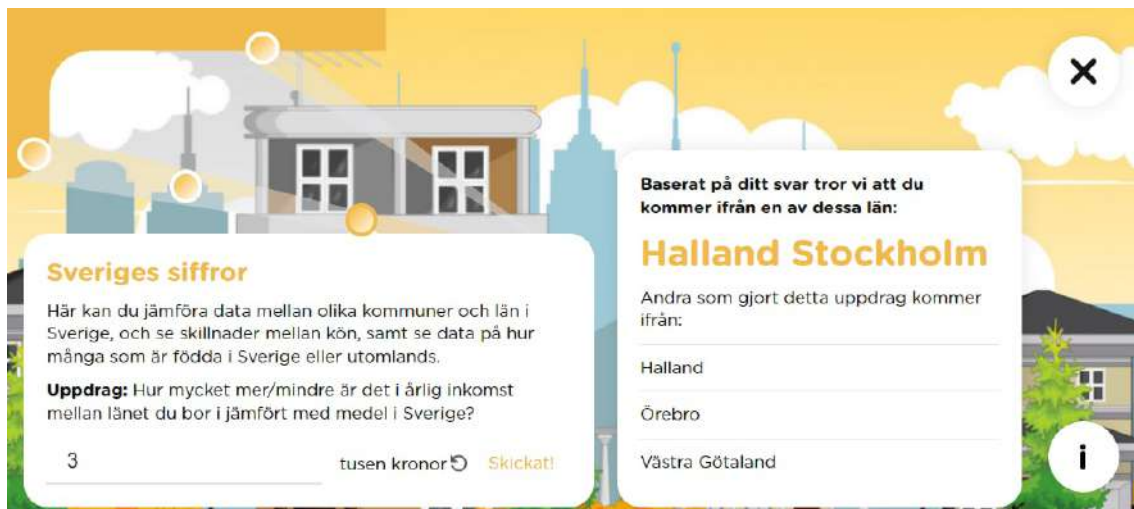 Sveriges siffror
Här kan du jämföra data mellan olika kommuner och län i
Sverige, och se skillnader mellan kön, samt se data på hur
många som är födda i Sverige eller utomlands.
Uppdrag: Hur mycket mer/mindre är det i årlig inkomst
mellan länet du bor i jämfört med medel i Sverige?
3 tusen kronor Skickat!
Baserat på ditt svar tror vi att du
kommer ifrån en av dessa län:
Halland Stockholm
Andra som gjort detta uppdrag kommer
ifrån:
Halland
Örebro
Västra Götaland
i